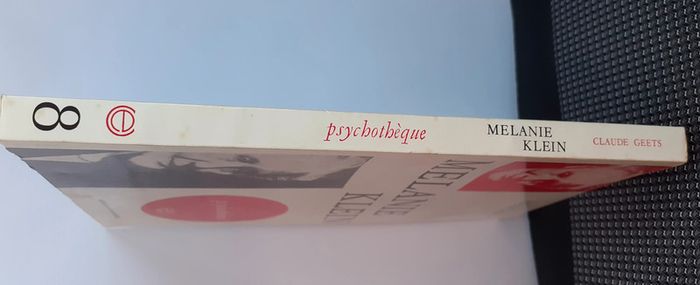 8
psychothèque
MELANIE
KLEIN
CLAUDE GEETS
MELANIE
KLEIN